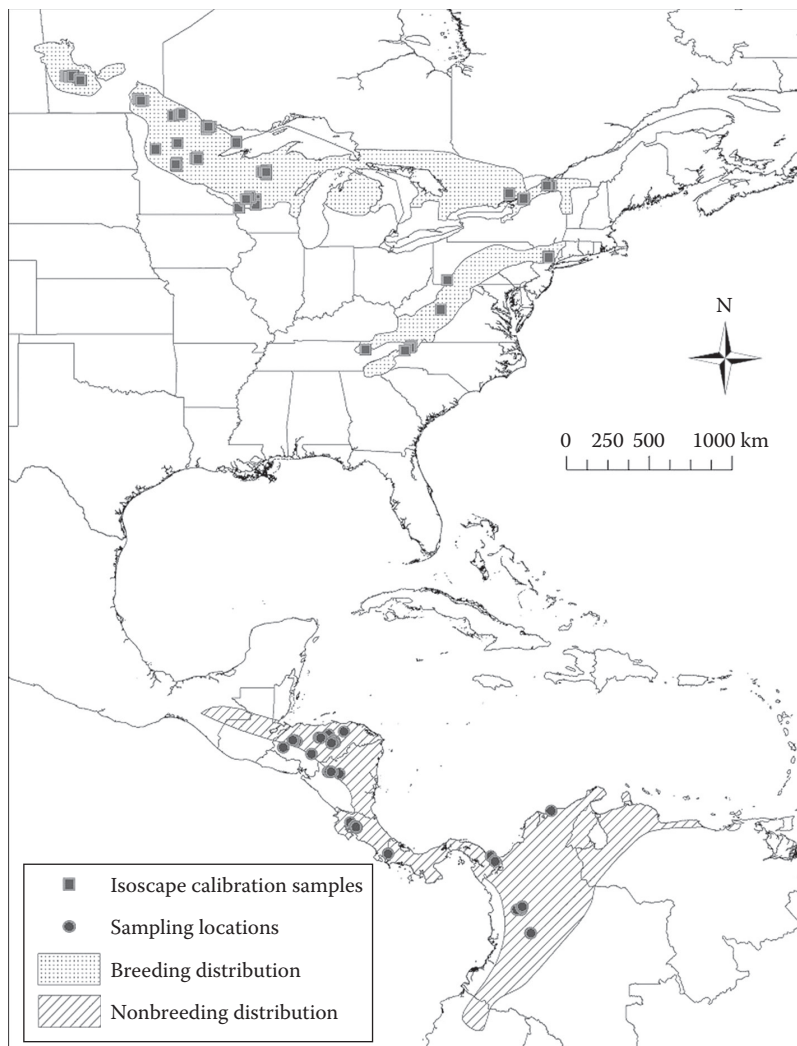 N
0 250 500 1000 km
Isoscape calibration samples
Sampling locations
Breeding distribution
Nonbreeding distribution